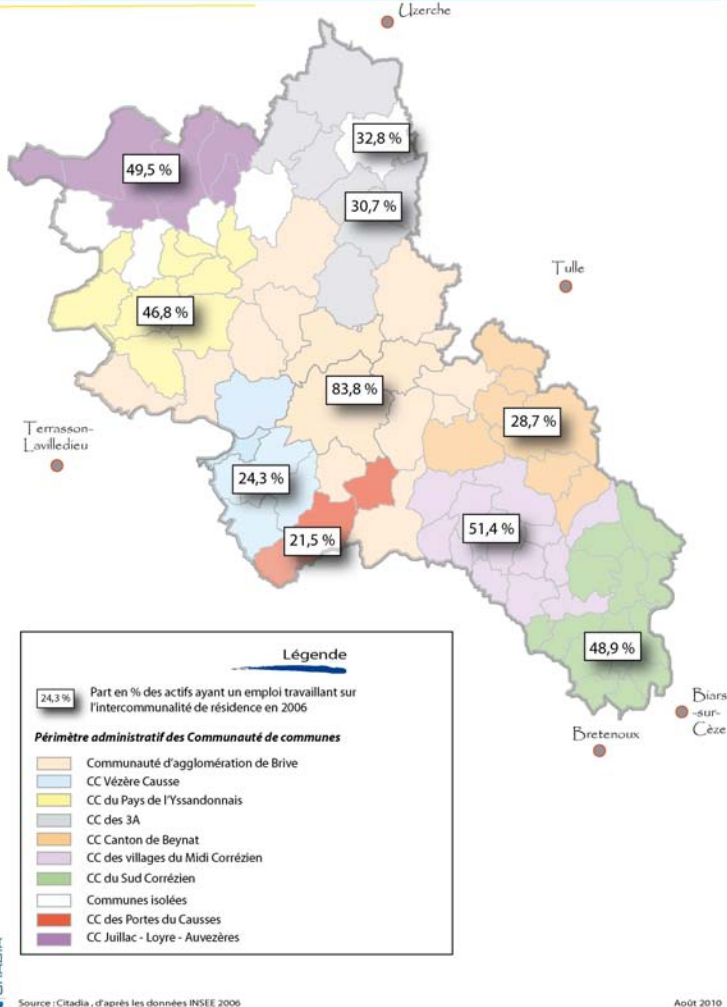 Uzerche
32,8 %
49,5 %
30,7 %
Tulle
46,8 %
83,8 %
28,7 %
Terrasson-
Lavilledieu
24,3 %
51,4 %
21,5 %
48,9 %
Biars
-sur-
Cèze
Bretenoux
Légende
24,3 %
Part en % des actifs ayant un emploi travaillant sur
l'intercommunalité de résidence en 2006
Périmètre administratif des Communauté de communes
Communauté d'agglomération de Brive
CC Vézère Causse
CC du Pays de l'Yssandonnais
CC des 3A
CC Canton de Beynat
CC des villages du Midi Corrézien
CC du Sud Corrézien
Communes isolées
CC des Portes du Causses
CC Juillac - Loyre - Auvezères
CITADIA
Source : Citadia , d'après les données INSEE 2006
Août 2010